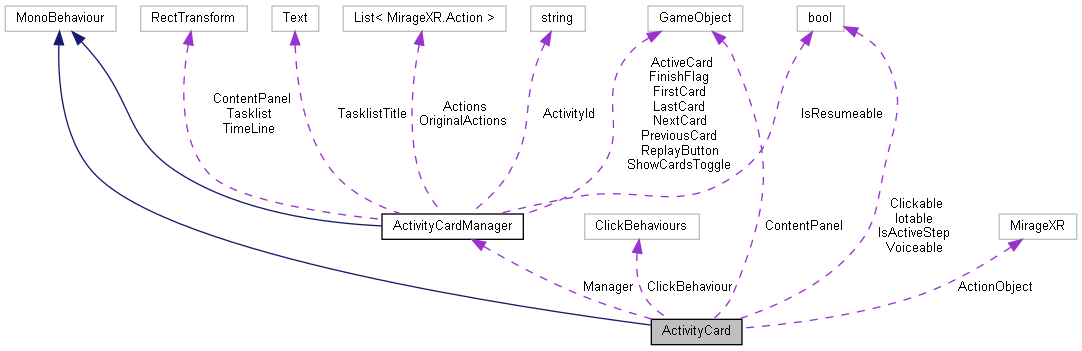 MonoBehaviour
RectTransform
Text
List< MirageXR.Action >
string
GameObject
bool
ContentPanel
Tasklist
TimeLine
TasklistTitle
Actions
OriginalActions
ActivityId
ActiveCard
FinishFlag
FirstCard
LastCard
NextCard
PreviousCard
ReplayButton
ShowCardsToggle
IsResumeable
ActivityCardManager
ClickBehaviours
ContentPanel
Clickable
Iotable
IsActiveStep
Voiceable
MirageXR
Manager
ClickBehaviour
ActionObject
ActivityCard